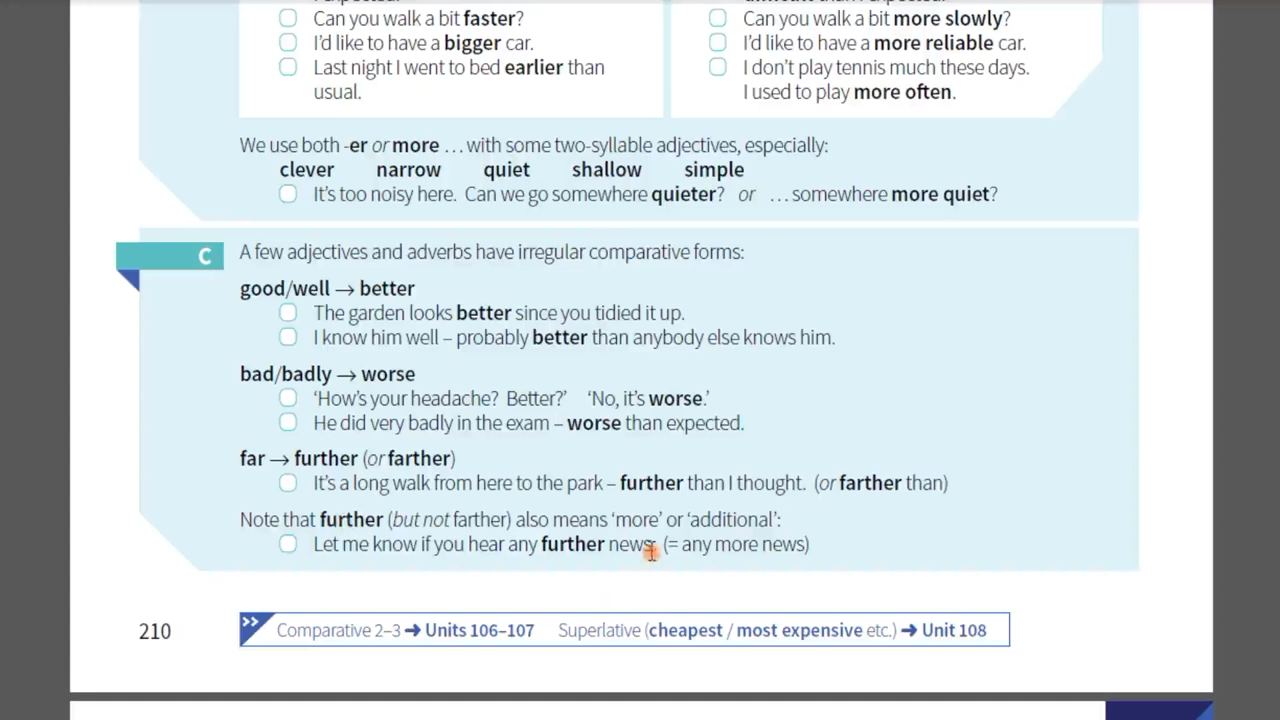 Can you walk a bit faster?
I'd like to have a bigger car.
Last night I went to bed earlier than
usual.
Can you walk a bit more slowly?
I'd like to have a more reliable car.
I don't play tennis much these days.
I used to play more often.
We use both -er or more … with some two-syllable adjectives, especially:
clever narrow quiet shallow simple
It's too noisy here. Can we go somewhere quieter? or … somewhere more quiet?
C
A few adjectives and adverbs have irregular comparative forms:
good/well → better
The garden looks better since you tidied it up.
I know him well – probably better than anybody else knows him.
bad/badly → worse
'How's your headache? Better?' 'No, it's worse.'
He did very badly in the exam – worse than expected.
far → further (or farther)
It's a long walk from here to the park – further than I thought. (or farther than)
Note that further (but not farther) also means 'more' or 'additional':
Let me know if you hear any further news. (= any more news)
210
Comparative 2–3 → Units 106–107 Superlative (cheapest / most expensive etc.) → Unit 108